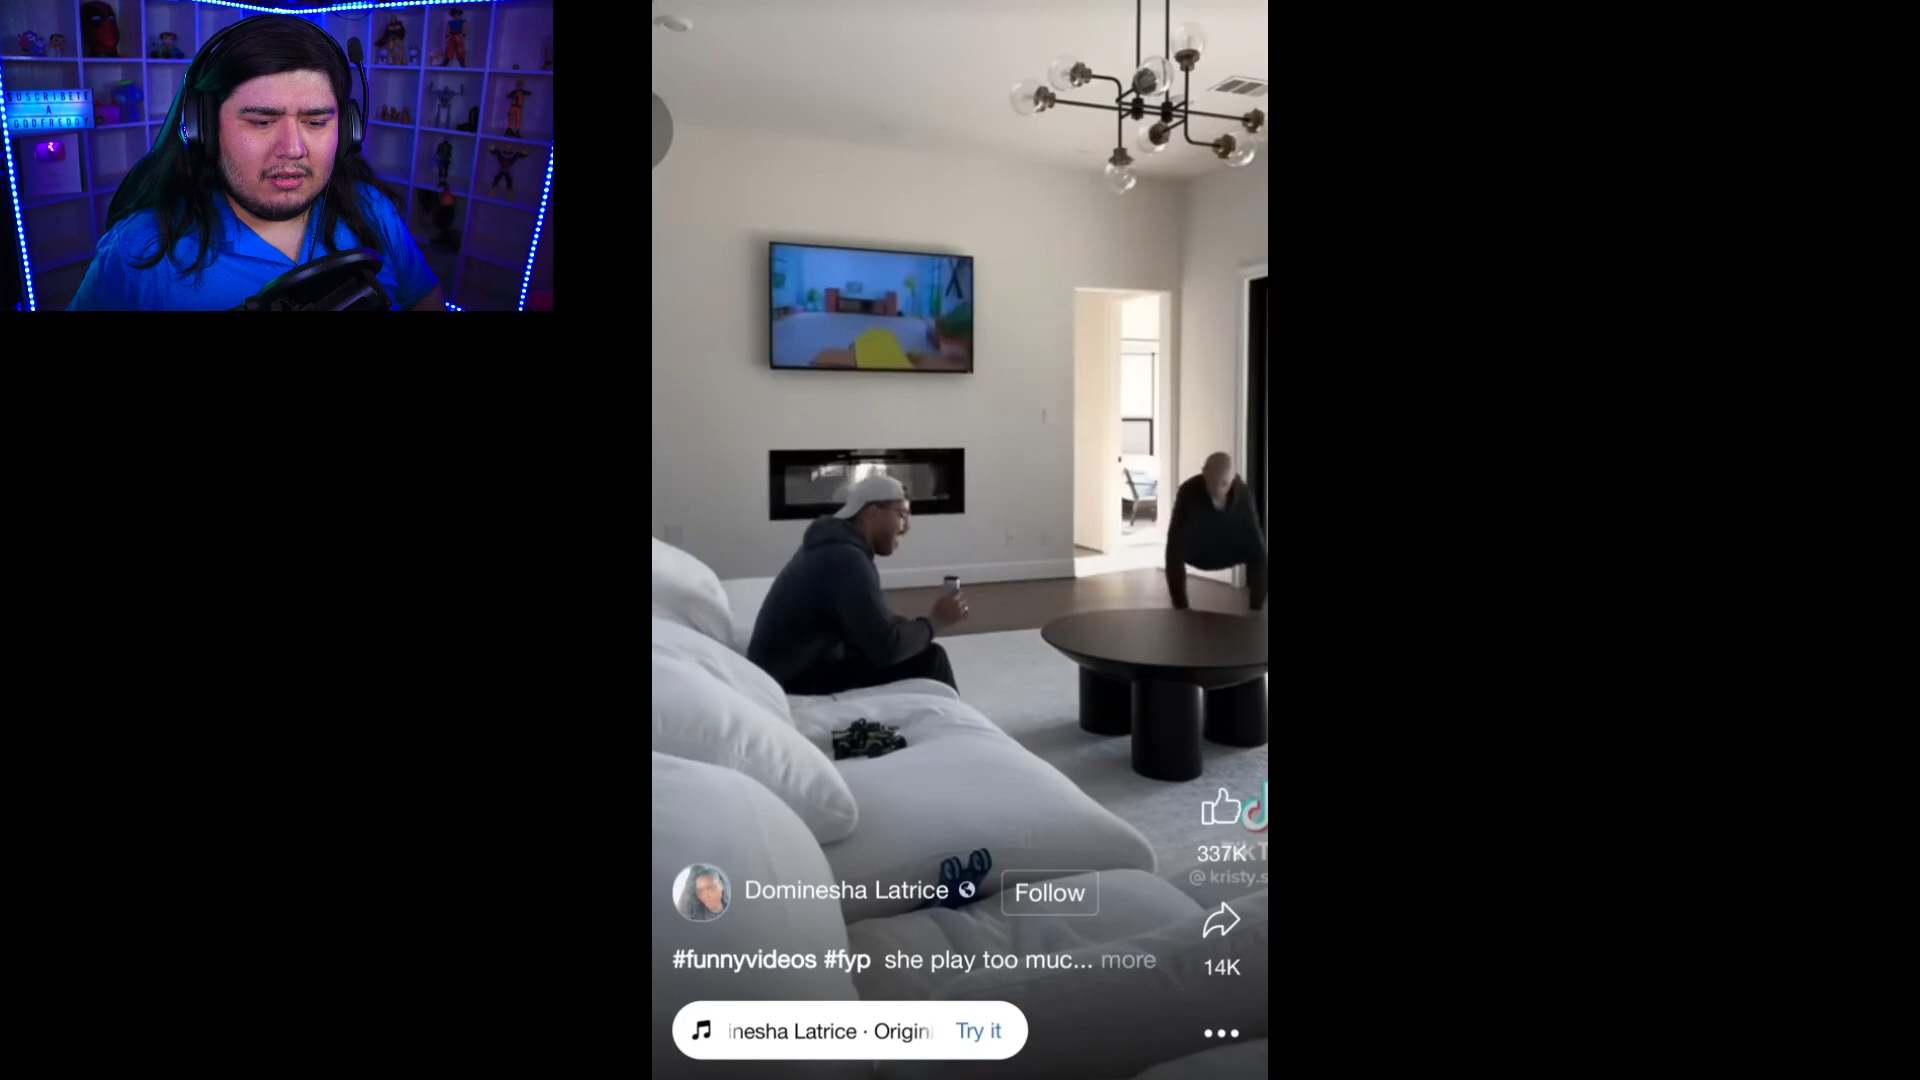 SUSCRIBETE
A
GODFREDDY
337K
@ kristy.s
Dominesha Latrice
Follow
#funnyvideos #fyp she play too muc... more
14K
inesha Latrice · Origin
Try it